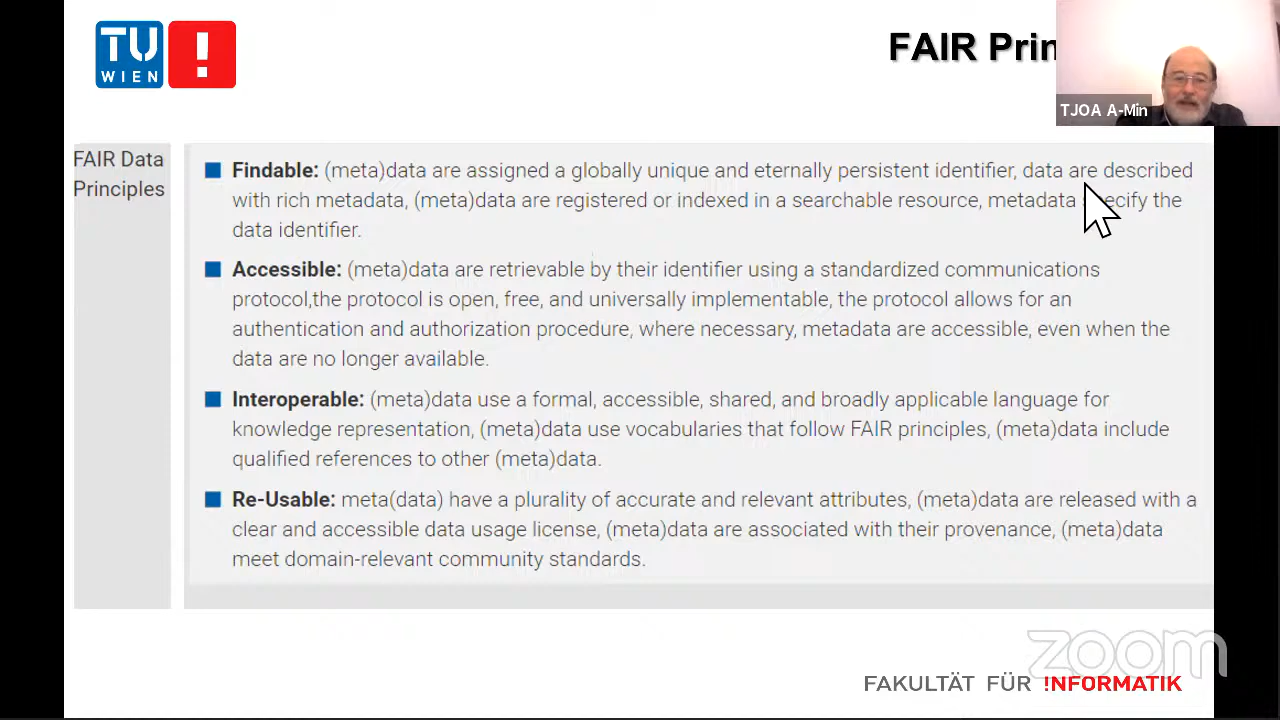 TU
WIEN
!
FAIR Prin
TJOA A-Min
FAIR Data
Principles
Findable: (meta)data are assigned a globally unique and eternally persistent identifier, data are described
with rich metadata, (meta)data are registered or indexed in a searchable resource, metadata specify the
data identifier.
Accessible: (meta)data are retrievable by their identifier using a standardized communications
protocol,the protocol is open, free, and universally implementable, the protocol allows for an
authentication and authorization procedure, where necessary, metadata are accessible, even when the
data are no longer available.
Interoperable: (meta)data use a formal, accessible, shared, and broadly applicable language for
knowledge representation, (meta)data use vocabularies that follow FAIR principles, (meta)data include
qualified references to other (meta)data.
Re-Usable: meta(data) have a plurality of accurate and relevant attributes, (meta)data are released with a
clear and accessible data usage license, (meta)data are associated with their provenance, (meta)data
meet domain-relevant community standards.
zoom
FAKULTÄT FÜR !NFORMATIK